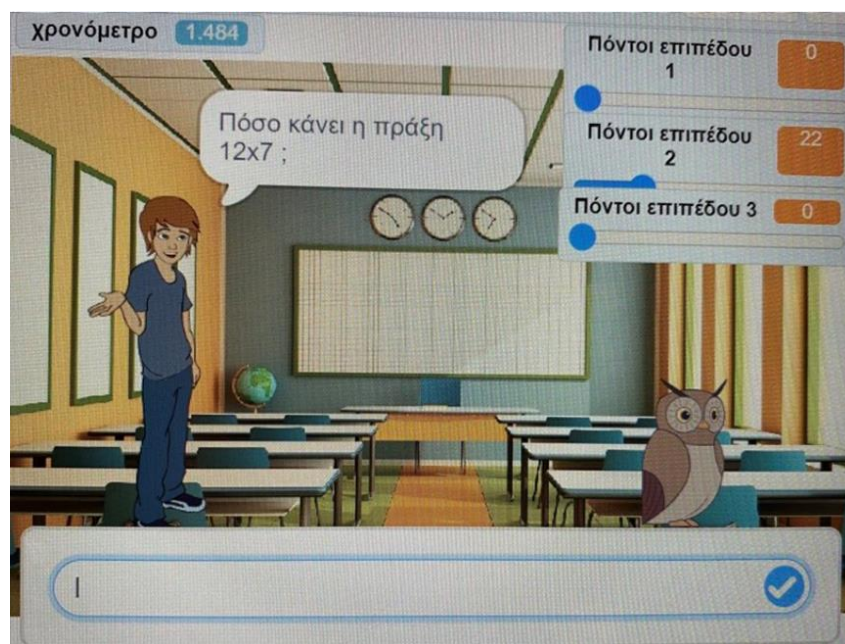 χρονόμετρο 1.484
Πόντοι επιπέδου
1
0
Πόντοι επιπέδου
2
22
Πόντοι επιπέδου 3 0
Πόσο κάνει η πράξη
12x7 ;